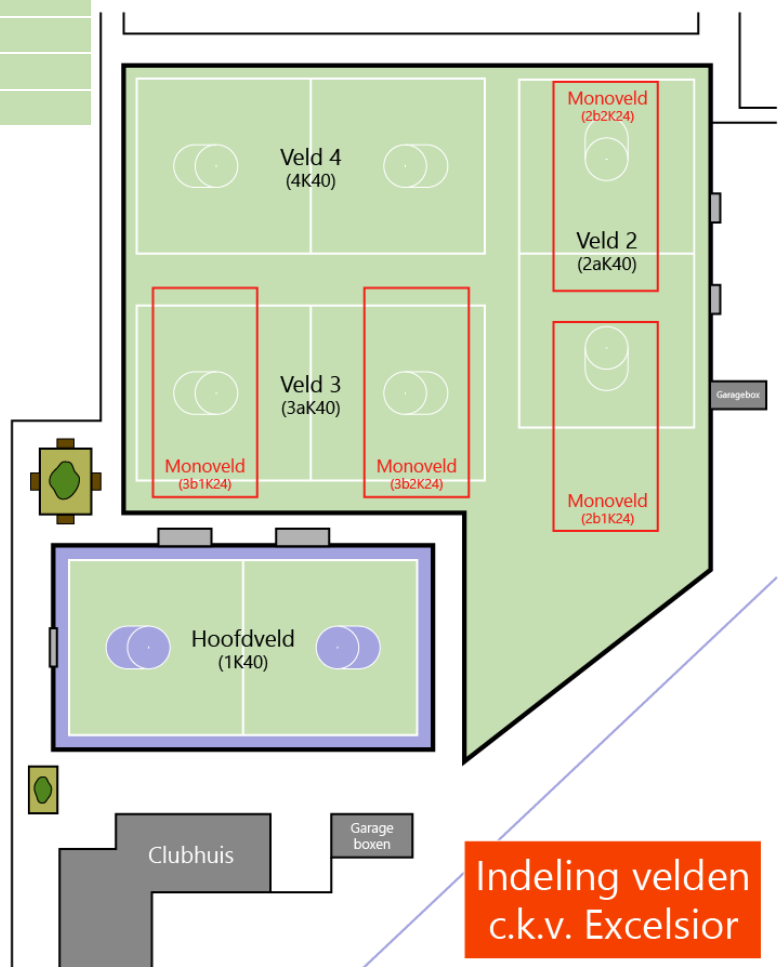 Monoveld
(2b2K24)
Veld 4
(4K40)
Veld 2
(2aK40)
Veld 3
(3aK40)
Garagebox
Monoveld
(3b1K24)
Monoveld
(3b2K24)
Monoveld
(2b1K24)
Hoofdveld
(1K40)
Clubhuis
Garage
boxen
Indeling velden
c.k.v. Excelsior